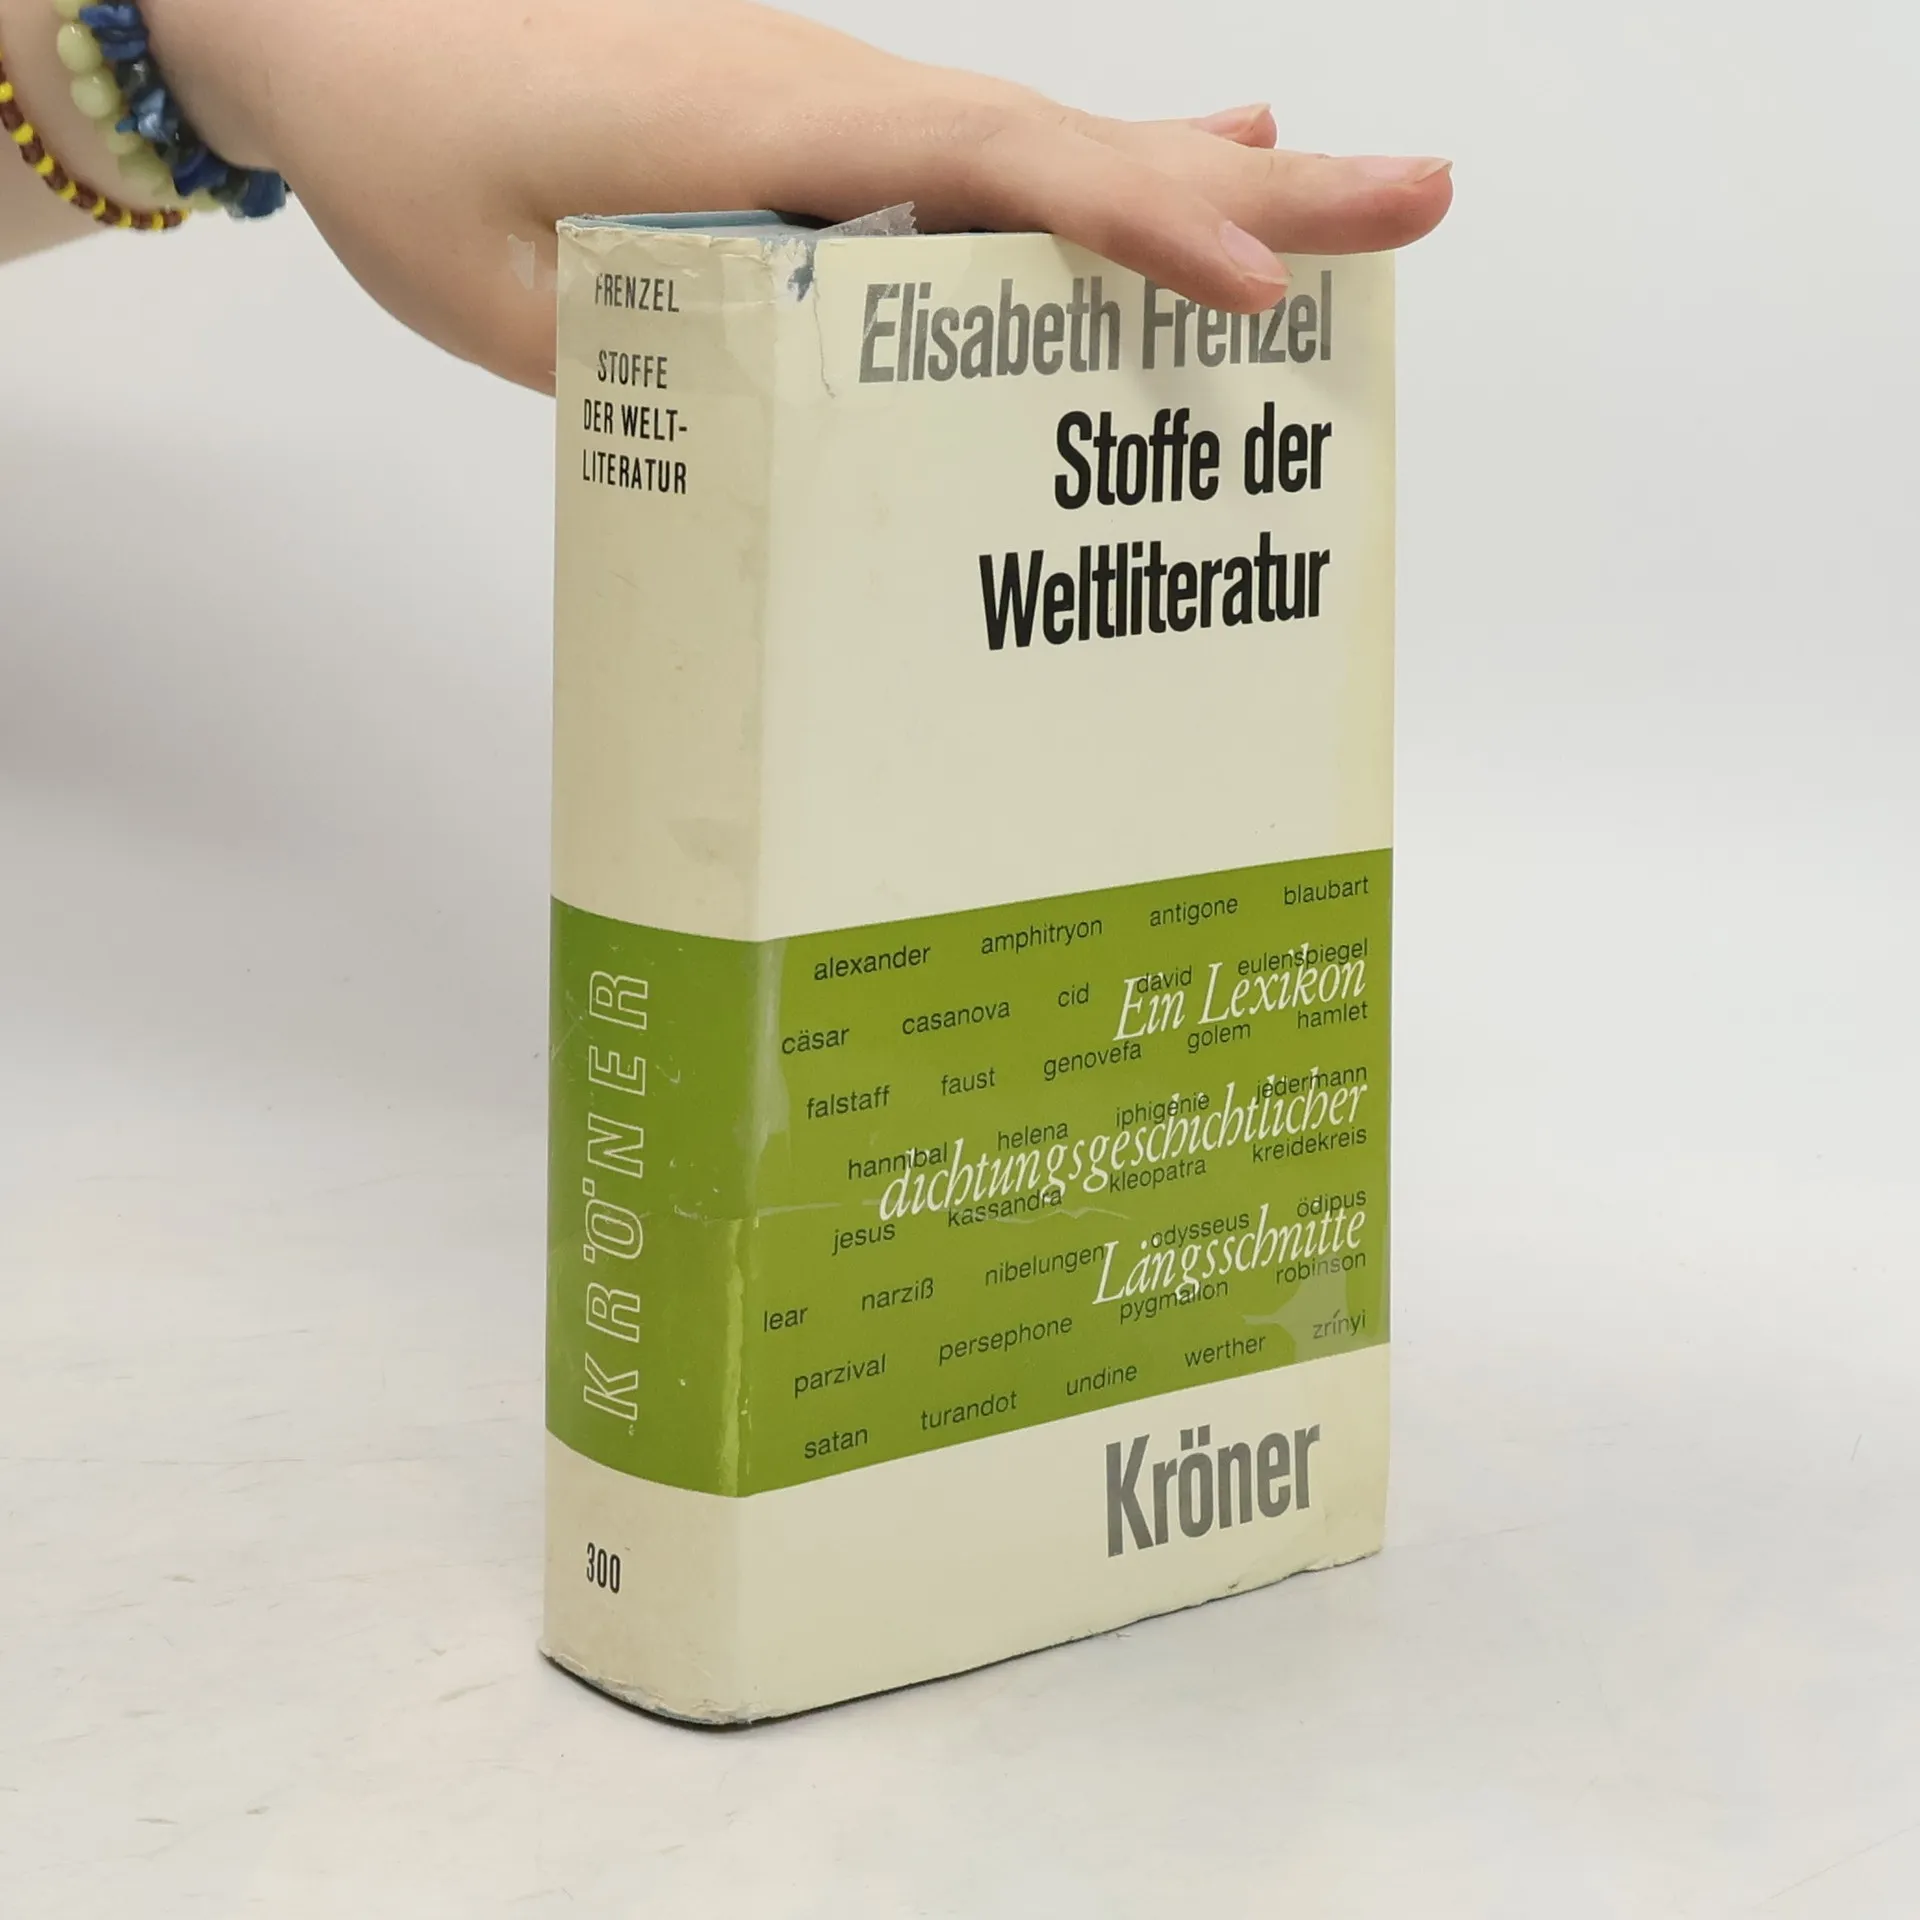 FRENZEL
STOFFE
DER WELT-
LITERATUR
KRÖNER
300
Elisabeth Frenzel
Stoffe der
Weltliteratur
alexander amphitryon antigone blaubart
cäsar casanova cid david eulenspiegel
falstaff faust genovefa golem hamlet
hannibal helena iphigenie jedermann
jesus kassandra kleopatra kreidekreis
lear narziß nibelungen odysseus ödipus
parzival persephone pygmalion robinson
satan turandot undine werther zrínyi
Ein Lexikon
dichtungsgeschichtlicher
Längsschnitte
Kröner